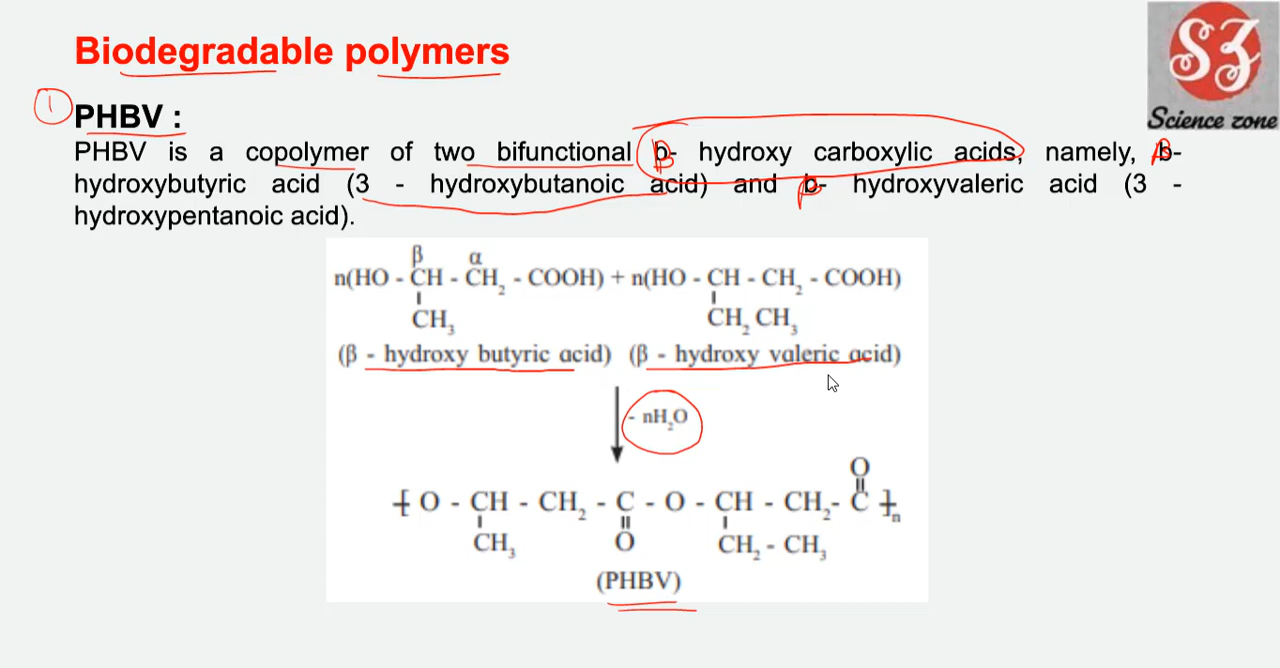 Biodegradable polymers
SZ
Science zone
1
PHBV :
PHBV is a copolymer of two bifunctional b- hydroxy carboxylic acids, namely, b-
β
β
hydroxybutyric acid (3 - hydroxybutanoic acid) and b- hydroxyvaleric acid (3 -
β
hydroxypentanoic acid).
β α
n(HO - CH - CH₂ - COOH) + n(HO - CH - CH₂ - COOH)
CH₃ CH₂ CH₃
(β - hydroxy butyric acid) (β - hydroxy valeric acid)
- nH₂O
O
[ O - CH - CH₂ - C - O - CH - CH₂- C ]n
CH₃ O CH₂ - CH₃
(PHBV)